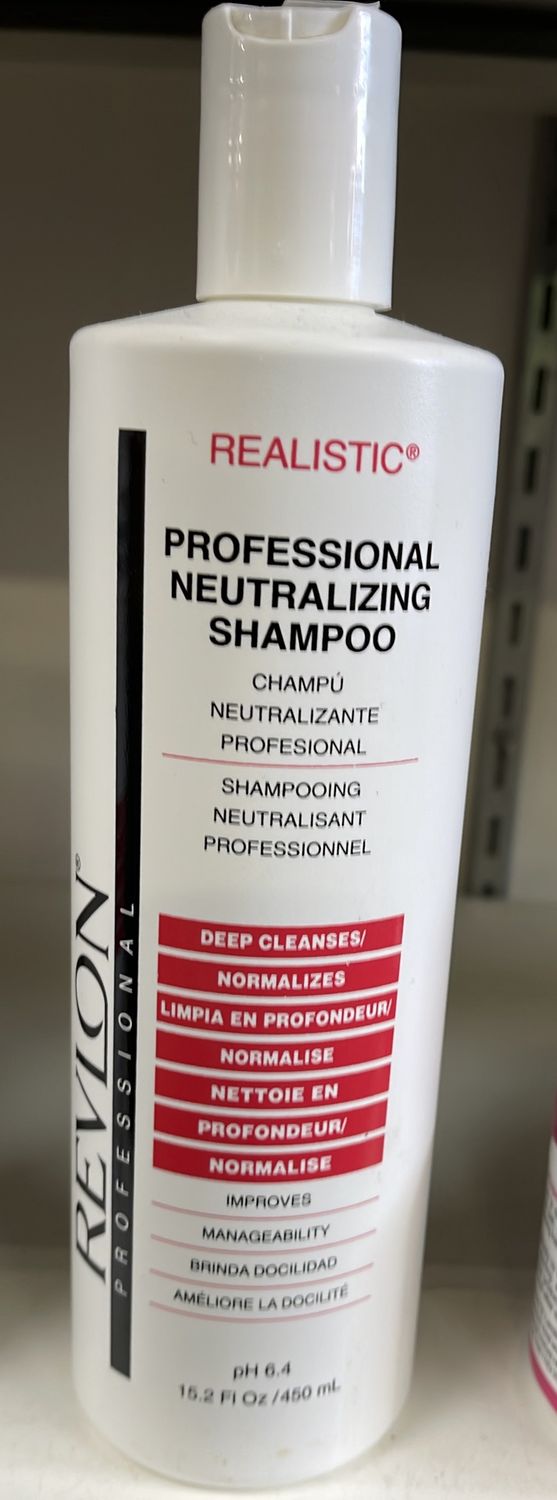 REALISTIC®
PROFESSIONAL
NEUTRALIZING
SHAMPOO
CHAMPÚ
NEUTRALIZANTE
PROFESIONAL
SHAMPOOING
NEUTRALISANT
PROFESSIONNEL
DEEP CLEANSES/
NORMALIZES
LIMPIA EN PROFONDEUR/
NORMALISE
NETTOIE EN
PROFONDEUR/
NORMALISE
IMPROVES
MANAGEABILITY
BRINDA DOCILIDAD
AMÉLIORE LA DOCILITÉ
pH 6.4
15.2 Fl Oz /450 mL
REVLON®
PROFESSIONAL